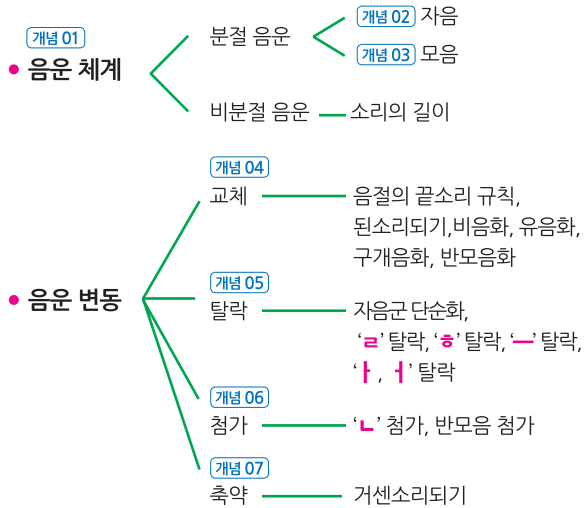 개념 01
• 음운 체계
분절 음운
개념 02 자음
개념 03 모음
비분절 음운
소리의 길이
• 음운 변동
개념 04
교체
음절의 끝소리 규칙,
된소리되기,비음화, 유음화,
구개음화, 반모음화
개념 05
탈락
자음군 단순화,
‘ㄹ’ 탈락, ‘ㅎ’ 탈락, ‘ㅡ’ 탈락,
‘ㅏ, ㅓ’ 탈락
개념 06
첨가
‘ㄴ’ 첨가, 반모음 첨가
개념 07
축약
거센소리되기